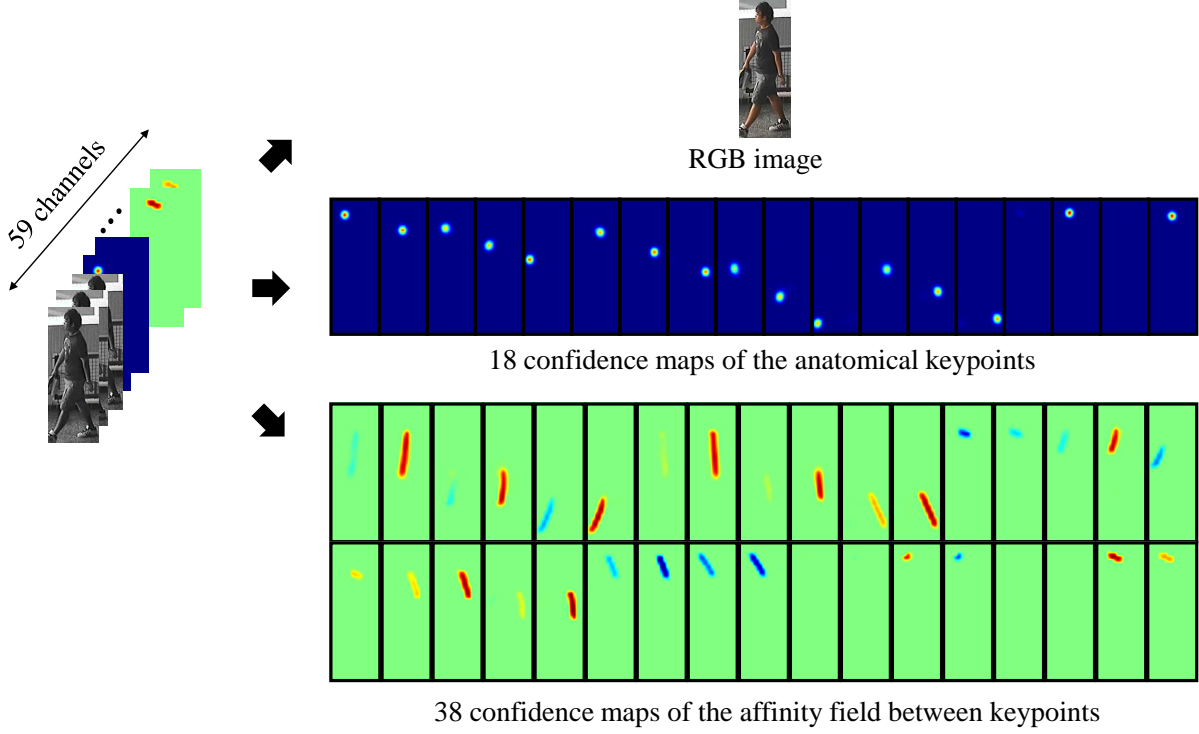 RGB image
59 channels
18 confidence maps of the anatomical keypoints
38 confidence maps of the affinity field between keypoints